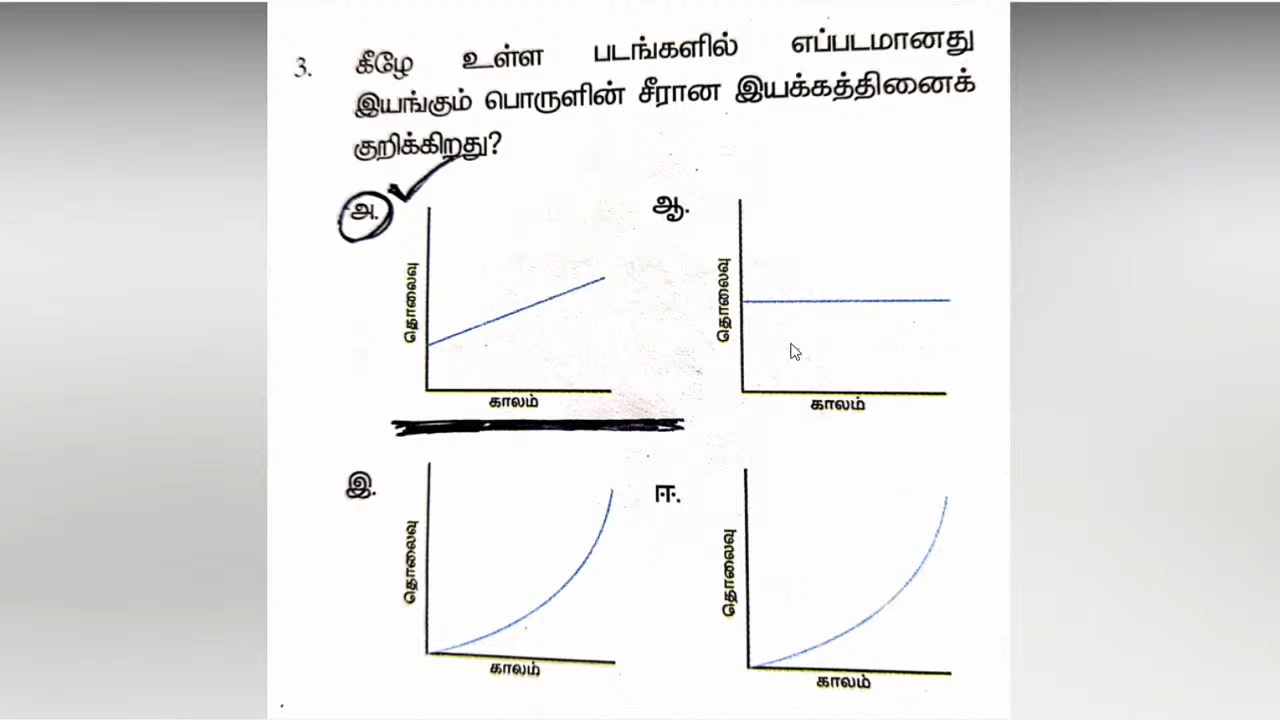 3. கீழே உள்ள படங்களில் எப்படமானது
இயங்கும் பொருளின் சீரான இயக்கத்தினைக்
குறிக்கிறது?
அ.
தொலைவு
காலம்
ஆ.
தொலைவு
காலம்
இ.
தொலைவு
காலம்
ஈ.
தொலைவு
காலம்